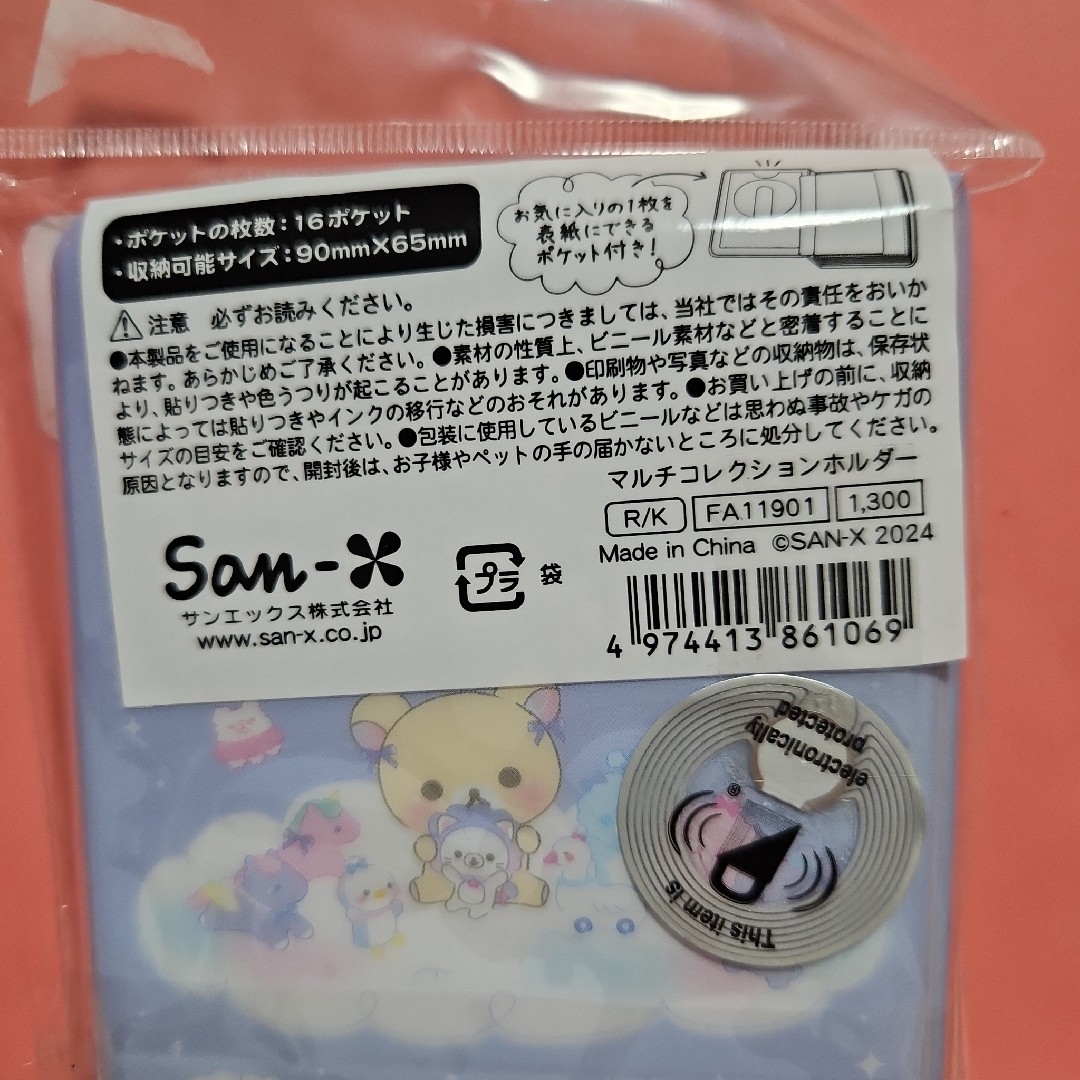 ・ポケットの枚数：16ポケット
・収納可能サイズ：90mm×65mm
お気に入りの1枚を
表紙にできる
ポケット付き！
注意　必ずお読みください。
●本製品をご使用になることにより生じた損害につきましては、当社ではその責任をおいか
ねます。あらかじめご了承ください。●素材の性質上、ビニール素材などと密着することに
より、貼りつきや色うつりが起こることがあります。●印刷物や写真などの収納物は、保存状
態によっては貼りつきやインクの移行などのおそれがあります。●お買い上げの前に、収納
サイズの目安をご確認ください。●包装に使用しているビニールなどは思わぬ事故やケガの
原因となりますので、開封後は、お子様やペットの手の届かないところに処分してください。
マルチコレクションホルダー
R/K FA11901 1,300
Made in China ©SAN-X 2024
San-X
サンエックス株式会社
www.san-x.co.jp
プラ 袋
4 974413 861069
This item is
electronically
protected
®